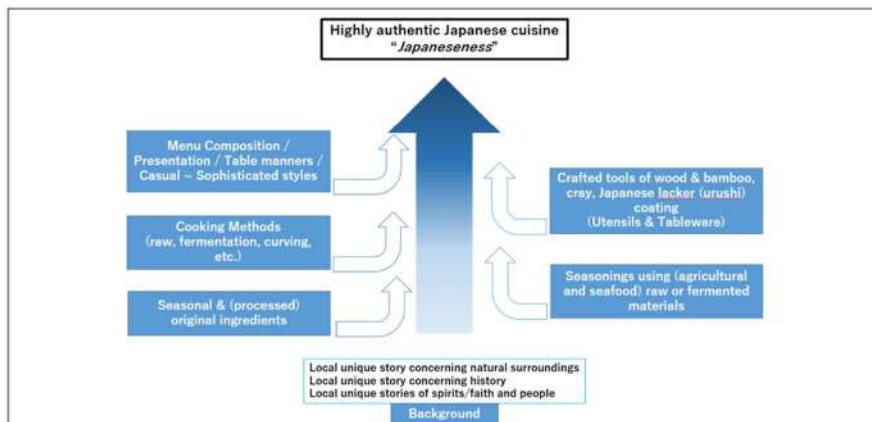 Highly authentic Japanese cuisine
“Japaneseness”
Menu Composition /
Presentation / Table manners /
Casual ~ Sophisticated styles
Cooking Methods
(raw, fermentation, curving,
etc.)
Seasonal & (processed)
original ingredients
Crafted tools of wood & bamboo,
cray, Japanese lacker (urushi)
coating
(Utensils & Tableware)
Seasonings using (agricultural
and seafood) raw or fermented
materials
Local unique story concerning natural surroundings
Local unique story concerning history
Local unique stories of spirits/faith and people
Background